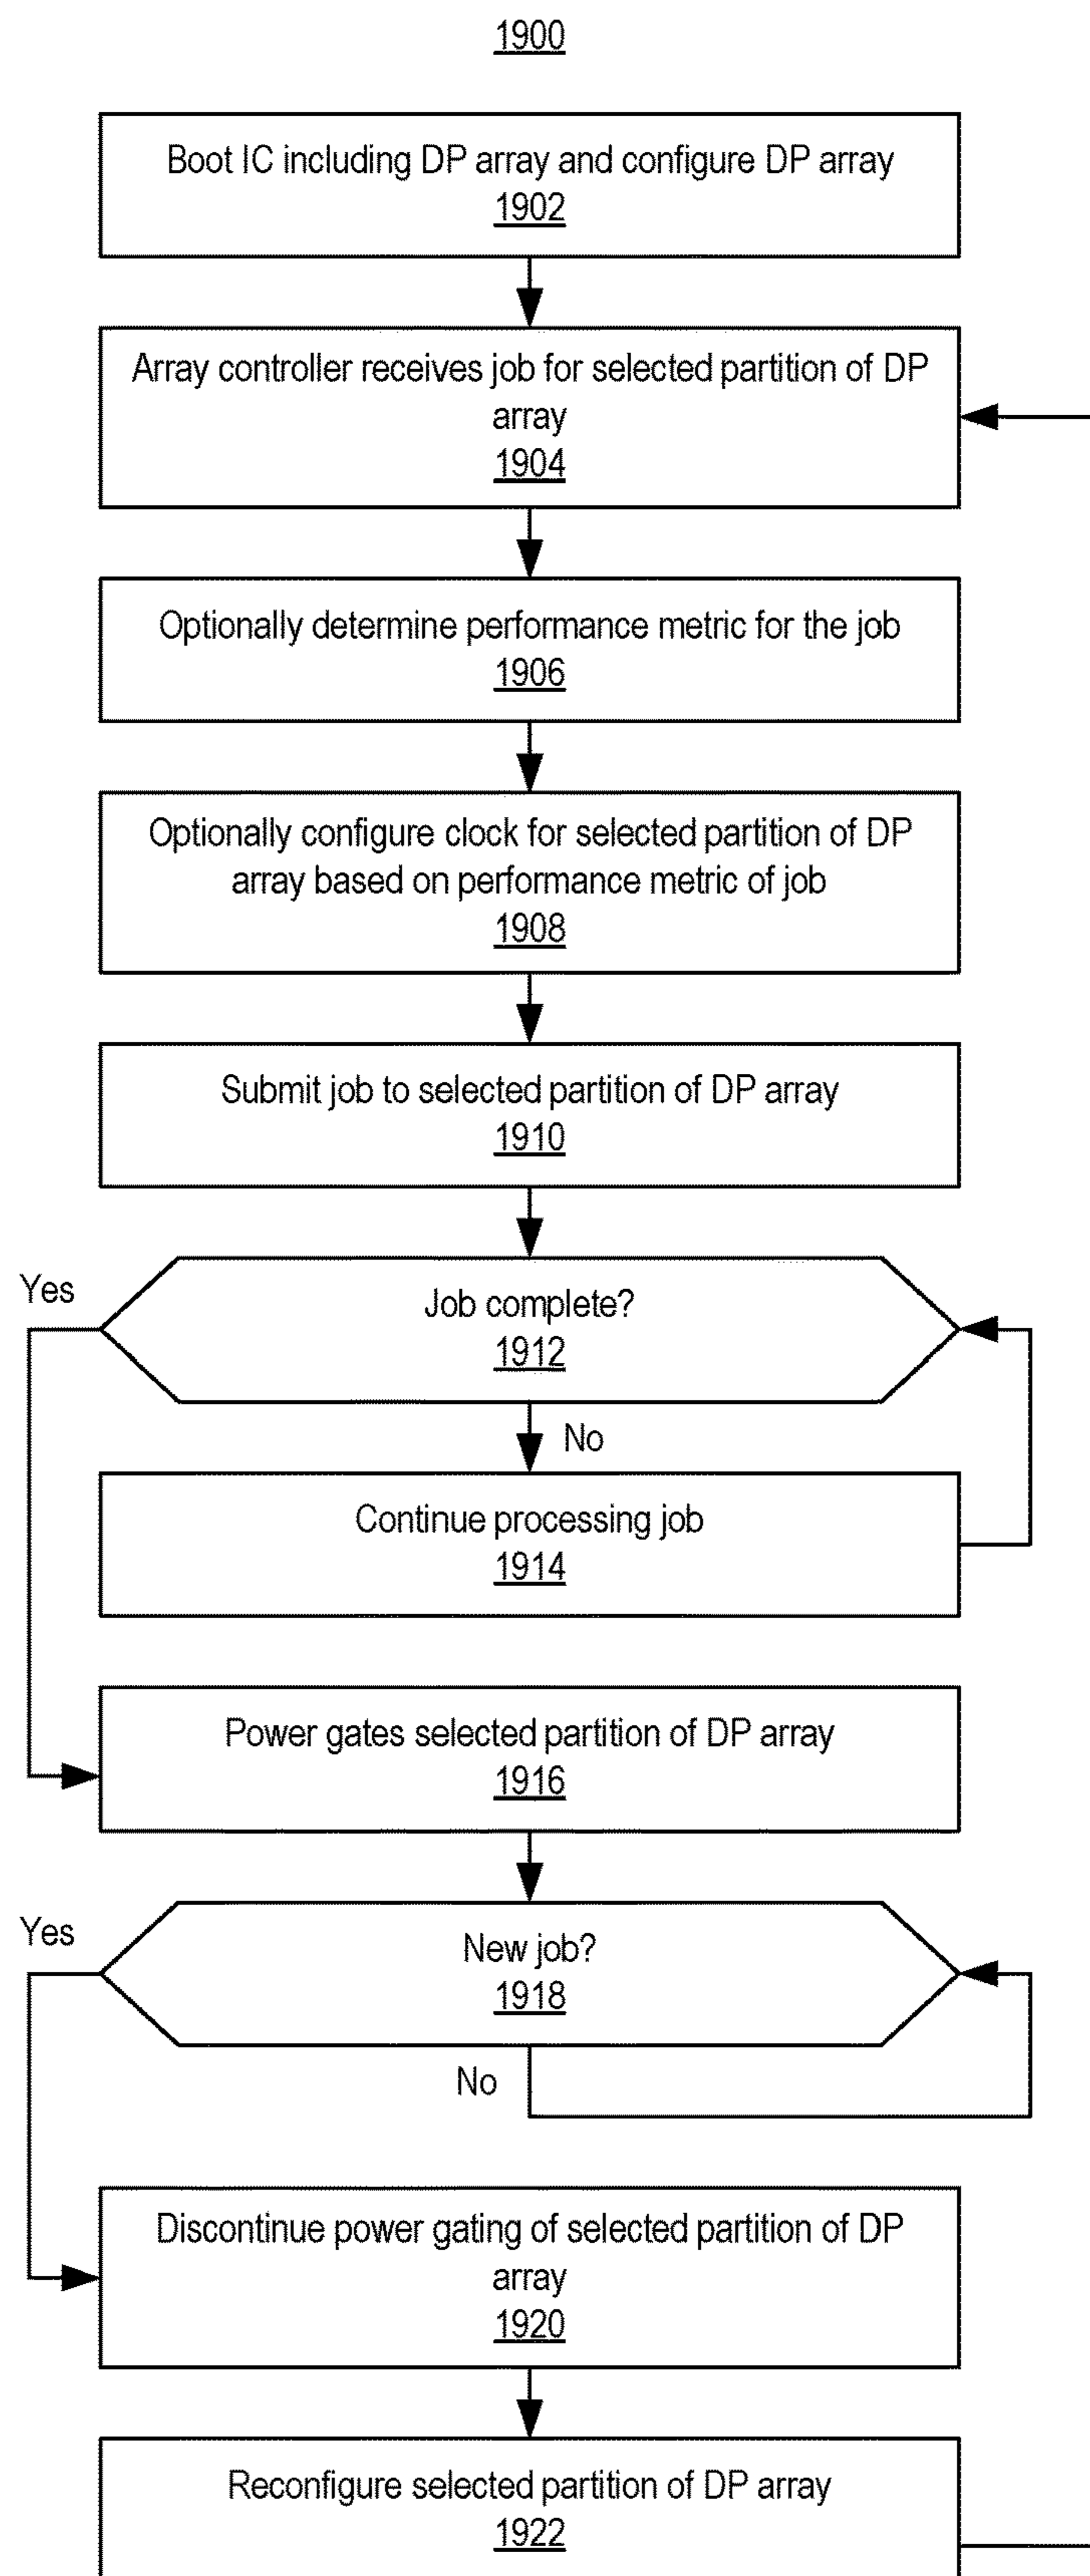 1900
Boot IC including DP array and configure DP array
1902
Array controller receives job for selected partition of DP
array
1904
Optionally determine performance metric for the job
1906
Optionally configure clock for selected partition of DP
array based on performance metric of job
1908
Submit job to selected partition of DP array
1910
Yes
Job complete?
1912
No
Continue processing job
1914
Power gates selected partition of DP array
1916
Yes
New job?
1918
No
Discontinue power gating of selected partition of DP
array
1920
Reconfigure selected partition of DP array
1922